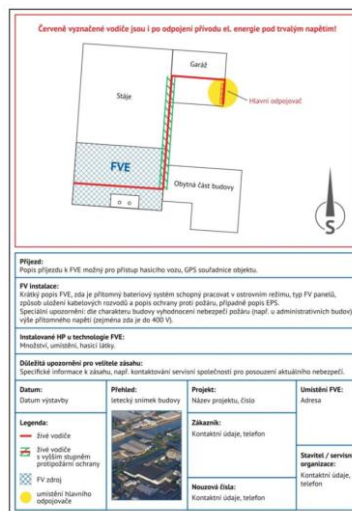 Červeně vyznačené vodiče jsou i po odpojení přívodu el. energie pod trvalým napětím!
Garáž
Stáje
Hlavní odpojovač
FVE
Obytná část budovy
S
Příjezd:
Popis příjezdu k FVE možný pro přístup hasicího vozu, GPS souřadnice objektu.
FV instalace:
Krátký popis FVE, zda je přítomný bateriový systém schopný pracovat v ostrovním režimu, typ FV panelů,
způsob uložení kabelových rozvodů a popis ochrany proti požáru, případně popis EPS.
Speciální upozornění: dle charakteru budovy vyhodnocení nebezpečí požáru (např. u administrativních budov)
výše přítomného napětí (zejména zda je do 400 V).
Instalované HP u technologie FVE:
Množství, umístění, hasicí látky.
Důležitá upozornění pro velitele zásahu:
Specifické informace k zásahu, např. kontaktování servisní společnosti pro posouzení aktuálního nebezpečí.
Datum:
Datum výstavby
Přehled:
letecký snímek budovy
Projekt:
Název projektu, číslo
Umístění FVE:
Adresa
Legenda:
živé vodiče
živé vodiče
s vyšším stupněm
protipožární ochrany
FV zdroj
umístění hlavního
odpojovače
Zákazník:
Kontaktní údaje, telefon
Nouzová čísla:
Kontaktní údaje, telefon
Stavitel / servisní
organizace:
Kontaktní údaje,
telefon